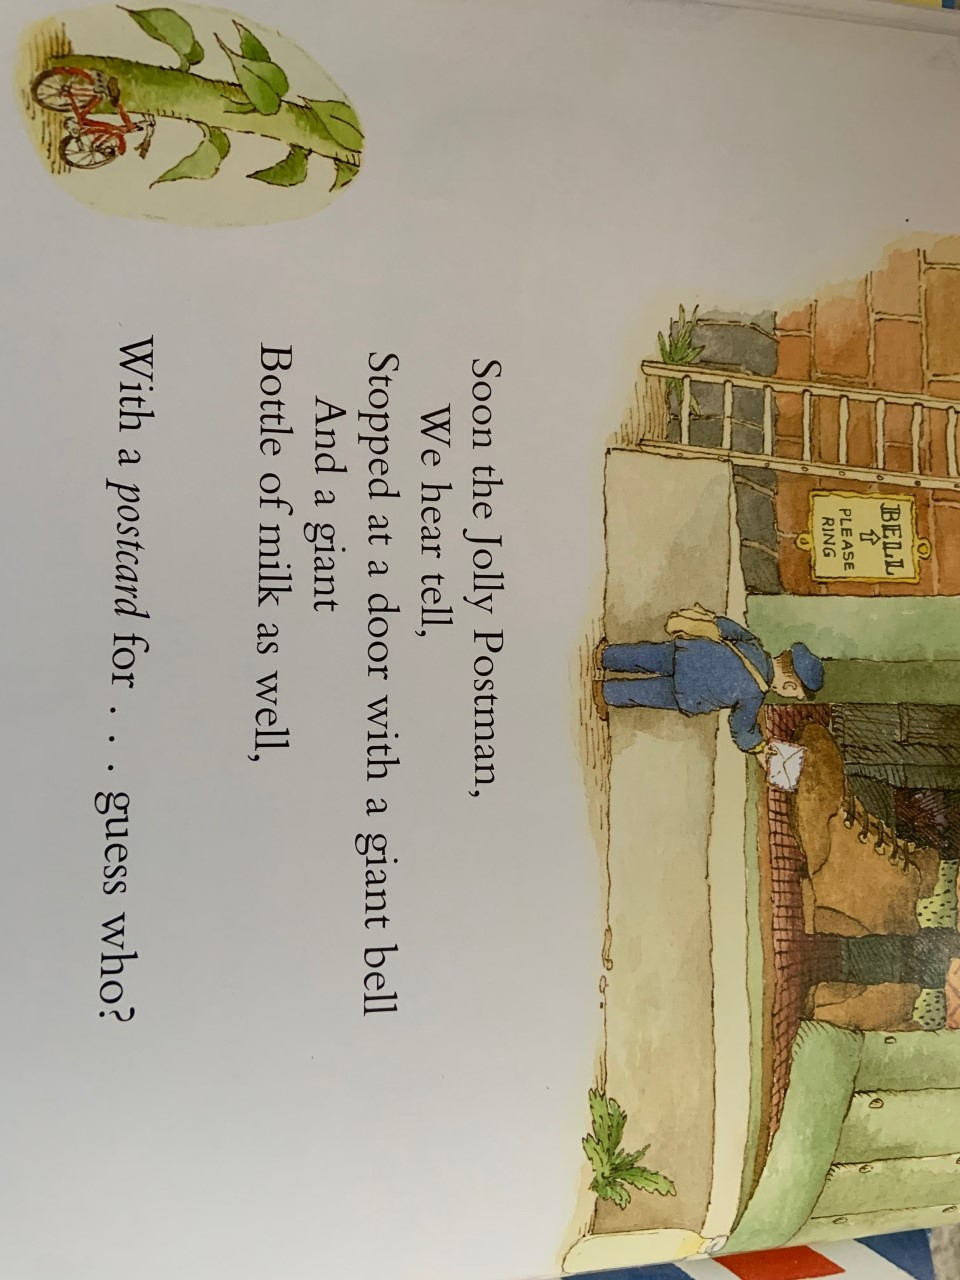 BELL
PLEASE
RING
Soon the Jolly Postman,
We hear tell,
Stopped at a door with a giant bell
And a giant
Bottle of milk as well,
With a postcard for . . . guess who?